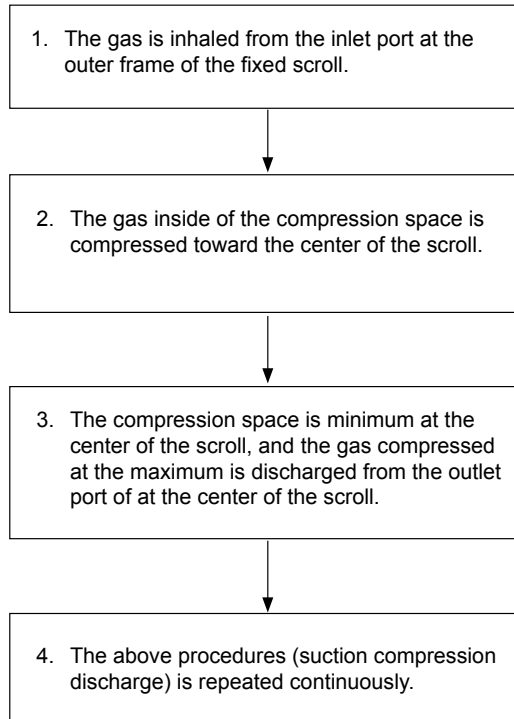 1. The gas is inhaled from the inlet port at the
outer frame of the fixed scroll.
2. The gas inside of the compression space is
compressed toward the center of the scroll.
3. The compression space is minimum at the
center of the scroll, and the gas compressed
at the maximum is discharged from the outlet
port of at the center of the scroll.
4. The above procedures (suction compression
discharge) is repeated continuously.